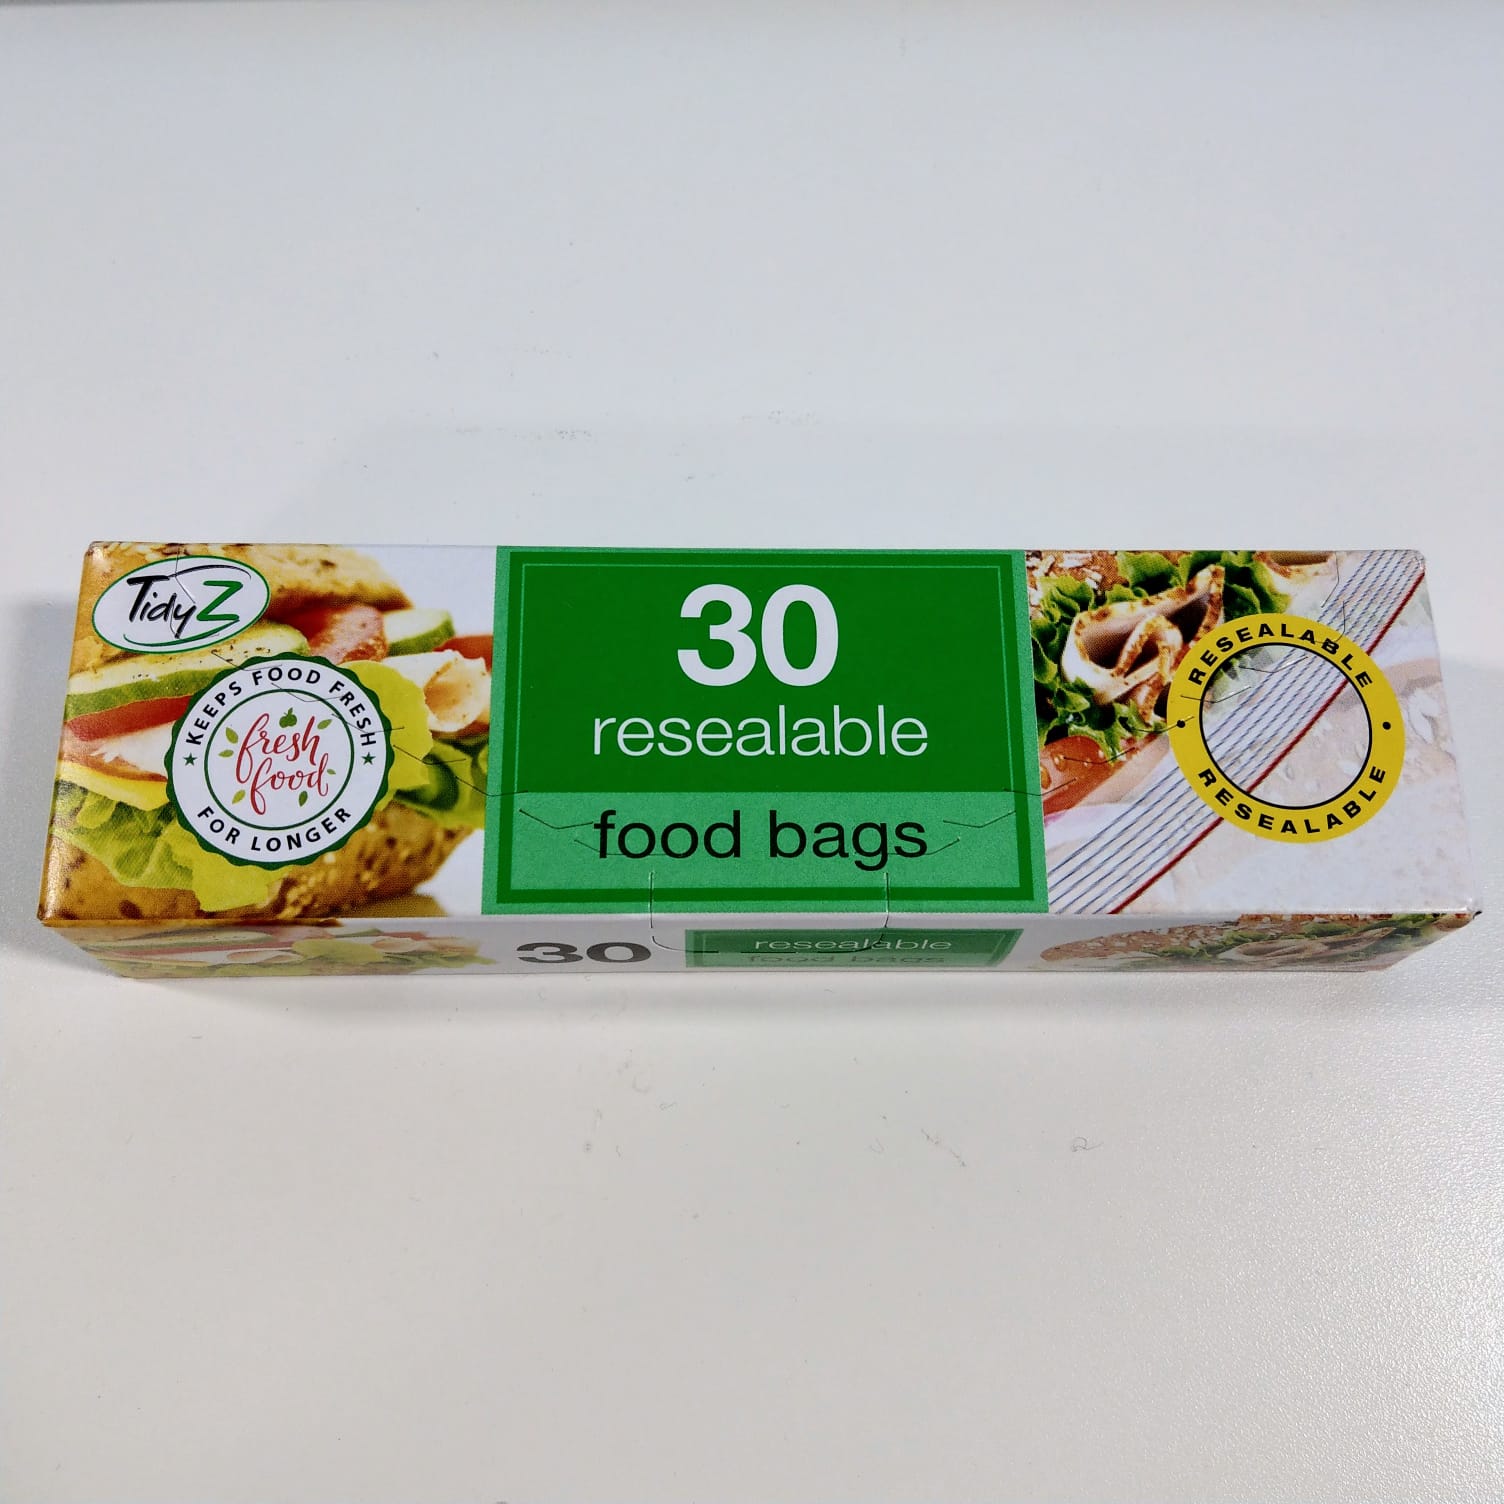 TidyZ
KEEPS FOOD FRESH
fresh
food
FOR LONGER
30
resealable
food bags
RESEALABLE
RESEALABLE
30
resealable
food bags